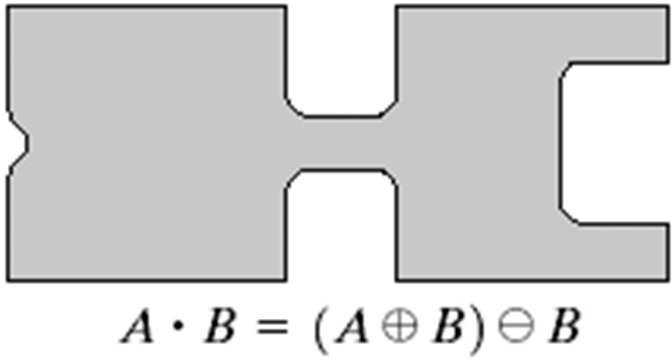 A • B = (A ⊕ B) ⊖ B